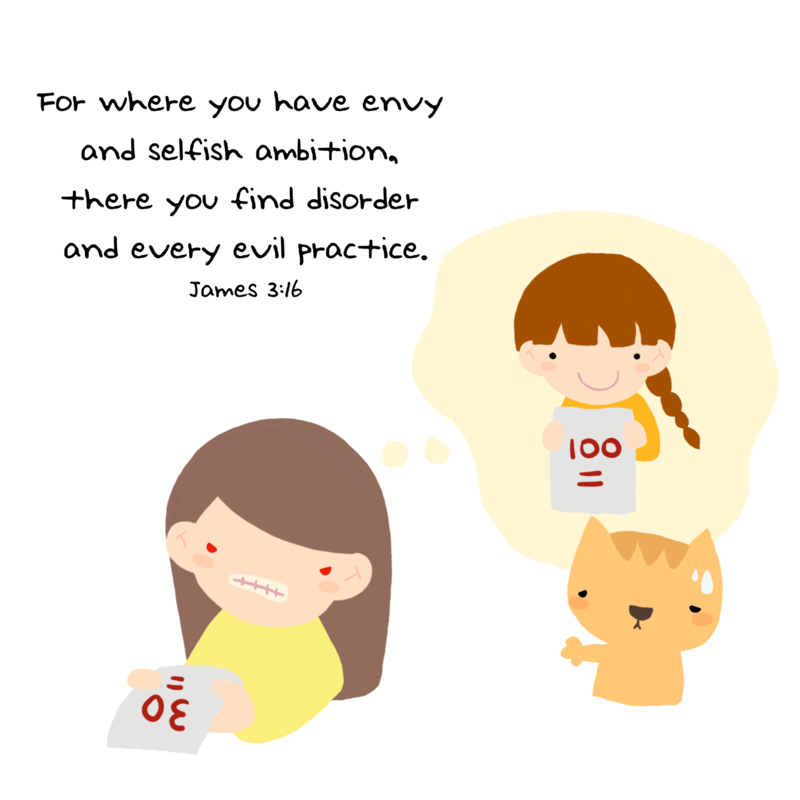 For where you have envy
and selfish ambition,
there you find disorder
and every evil practice.
James 3:16
100
30